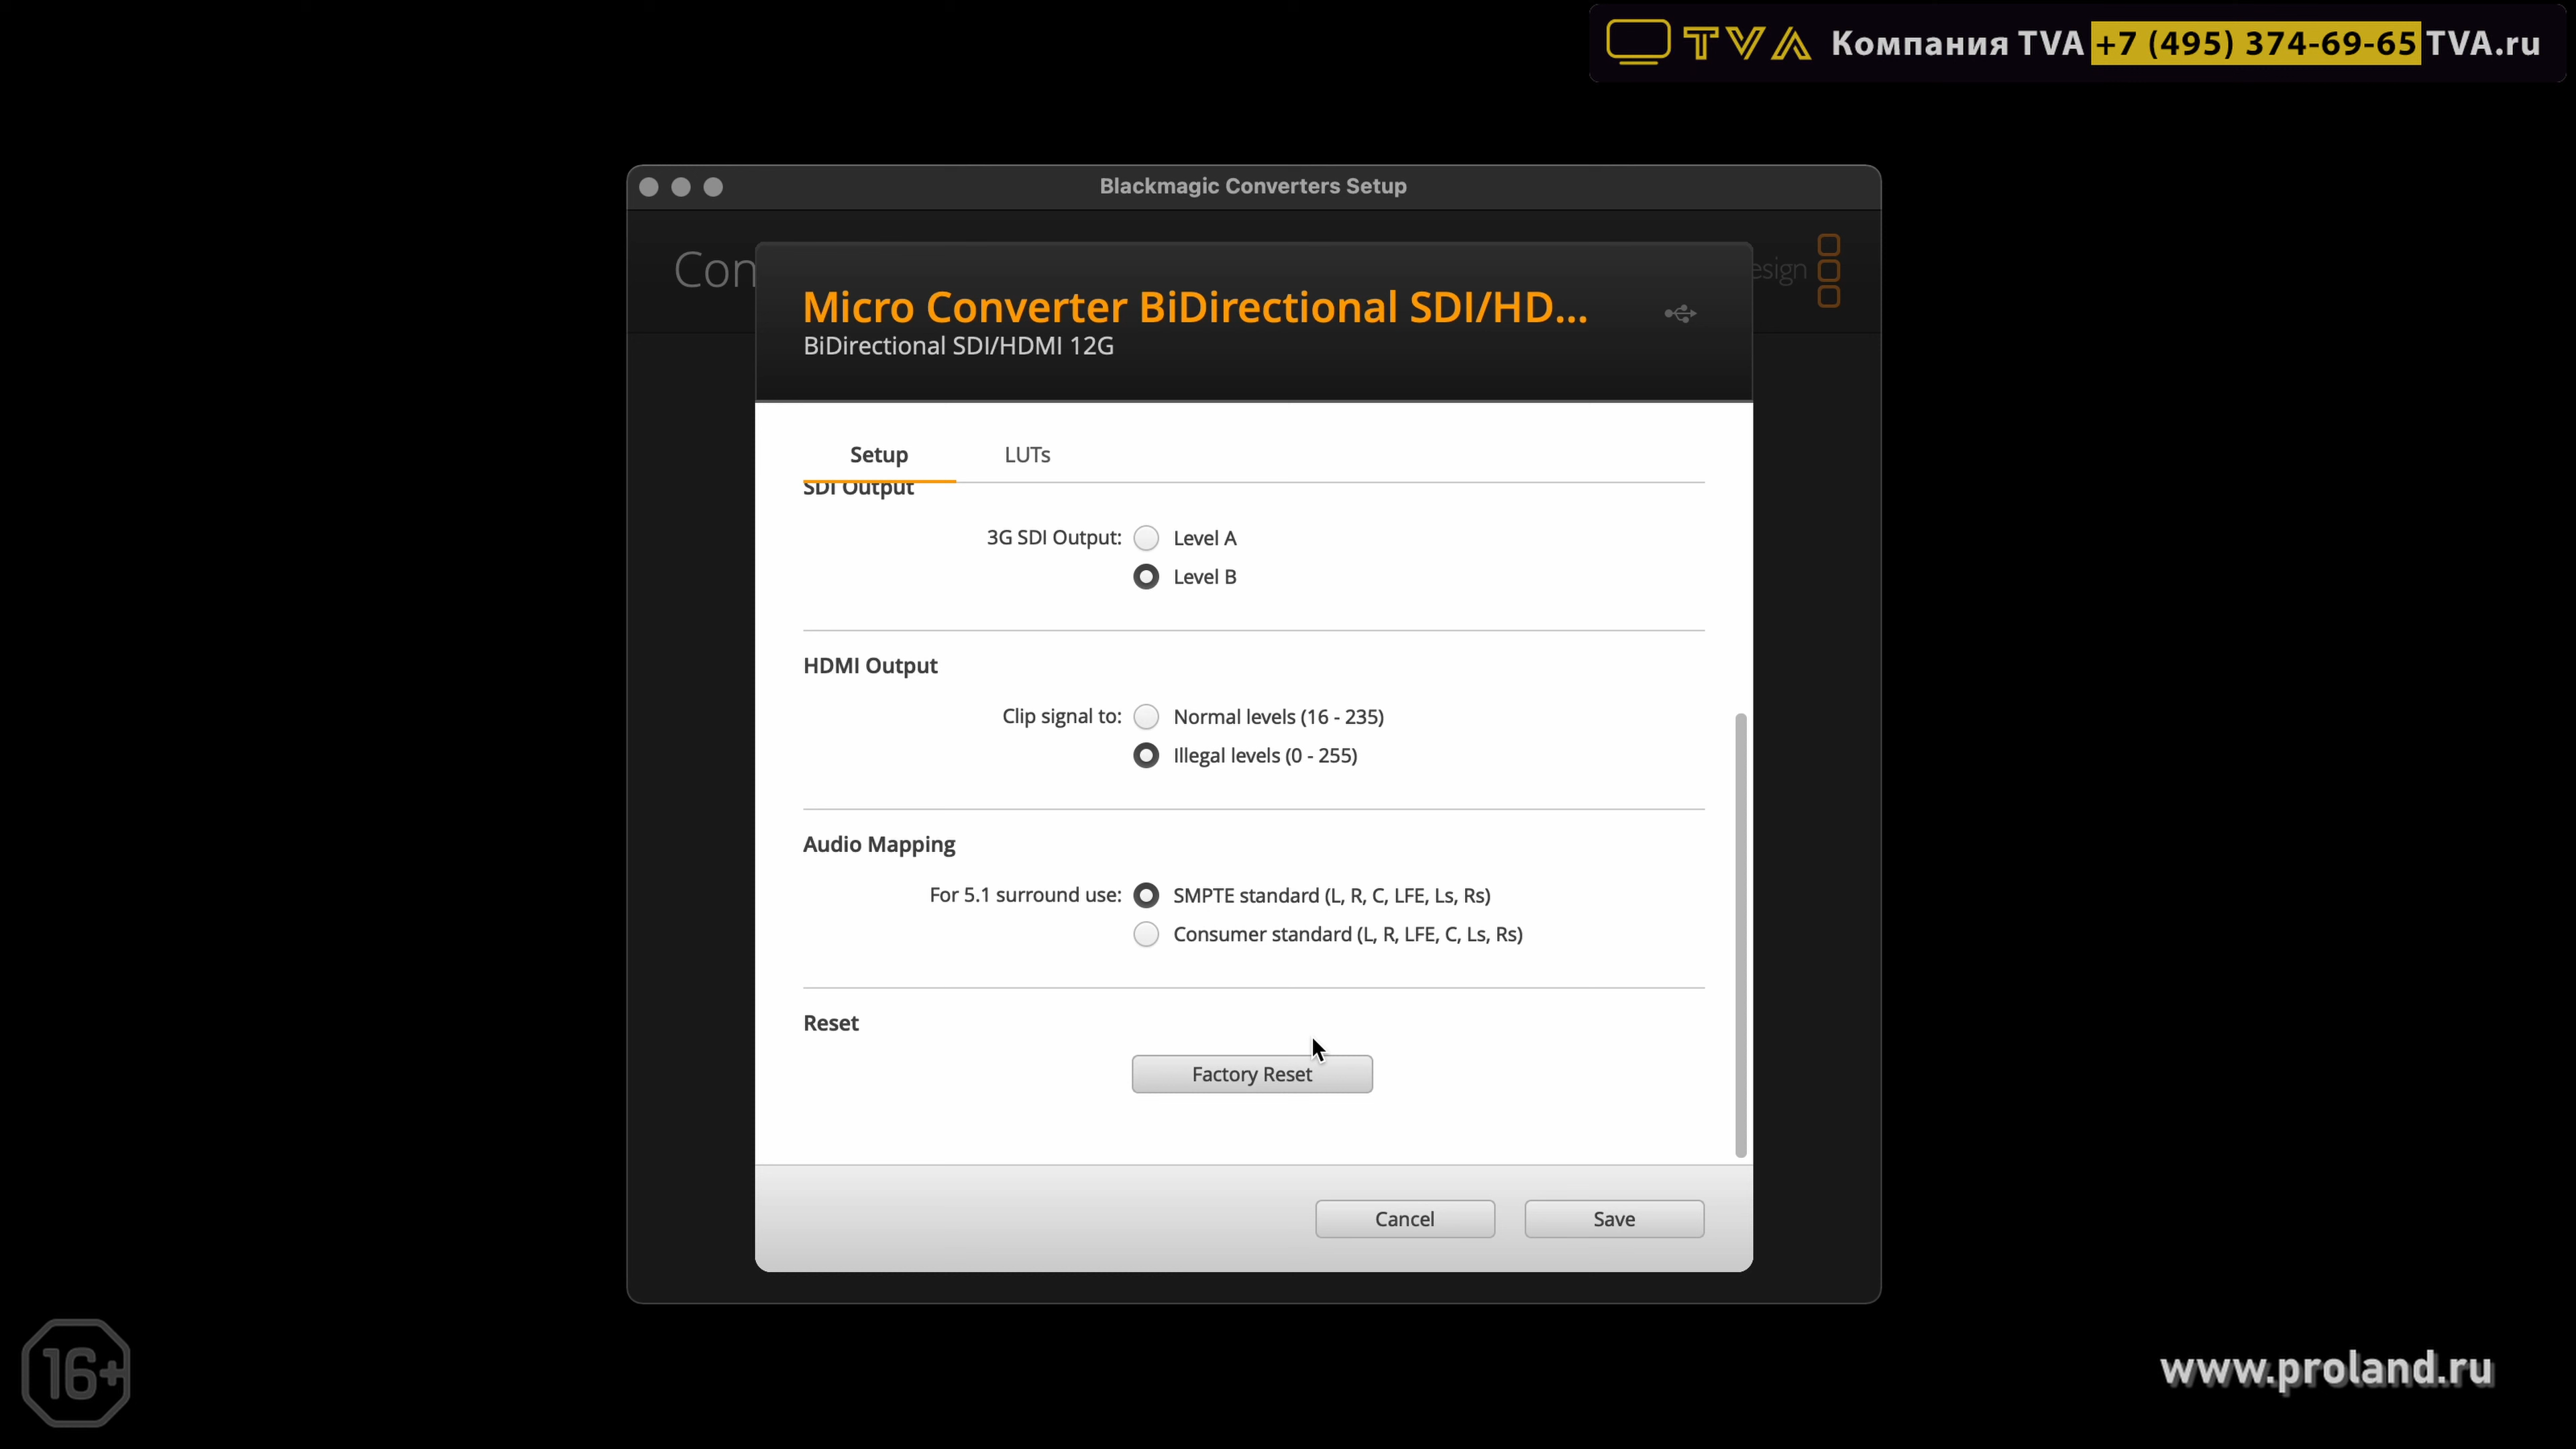 TVA Компания TVA +7 (495) 374-69-65 TVA.ru
Blackmagic Converters Setup
Con
esign
Micro Converter BiDirectional SDI/HD...
BiDirectional SDI/HDMI 12G
Setup LUTs
SDI Output
3G SDI Output: Level A
Level B
HDMI Output
Clip signal to: Normal levels (16 - 235)
Illegal levels (0 - 255)
Audio Mapping
For 5.1 surround use: SMPTE standard (L, R, C, LFE, Ls, Rs)
Consumer standard (L, R, LFE, C, Ls, Rs)
Reset
Factory Reset
Cancel Save
16+
www.proland.ru